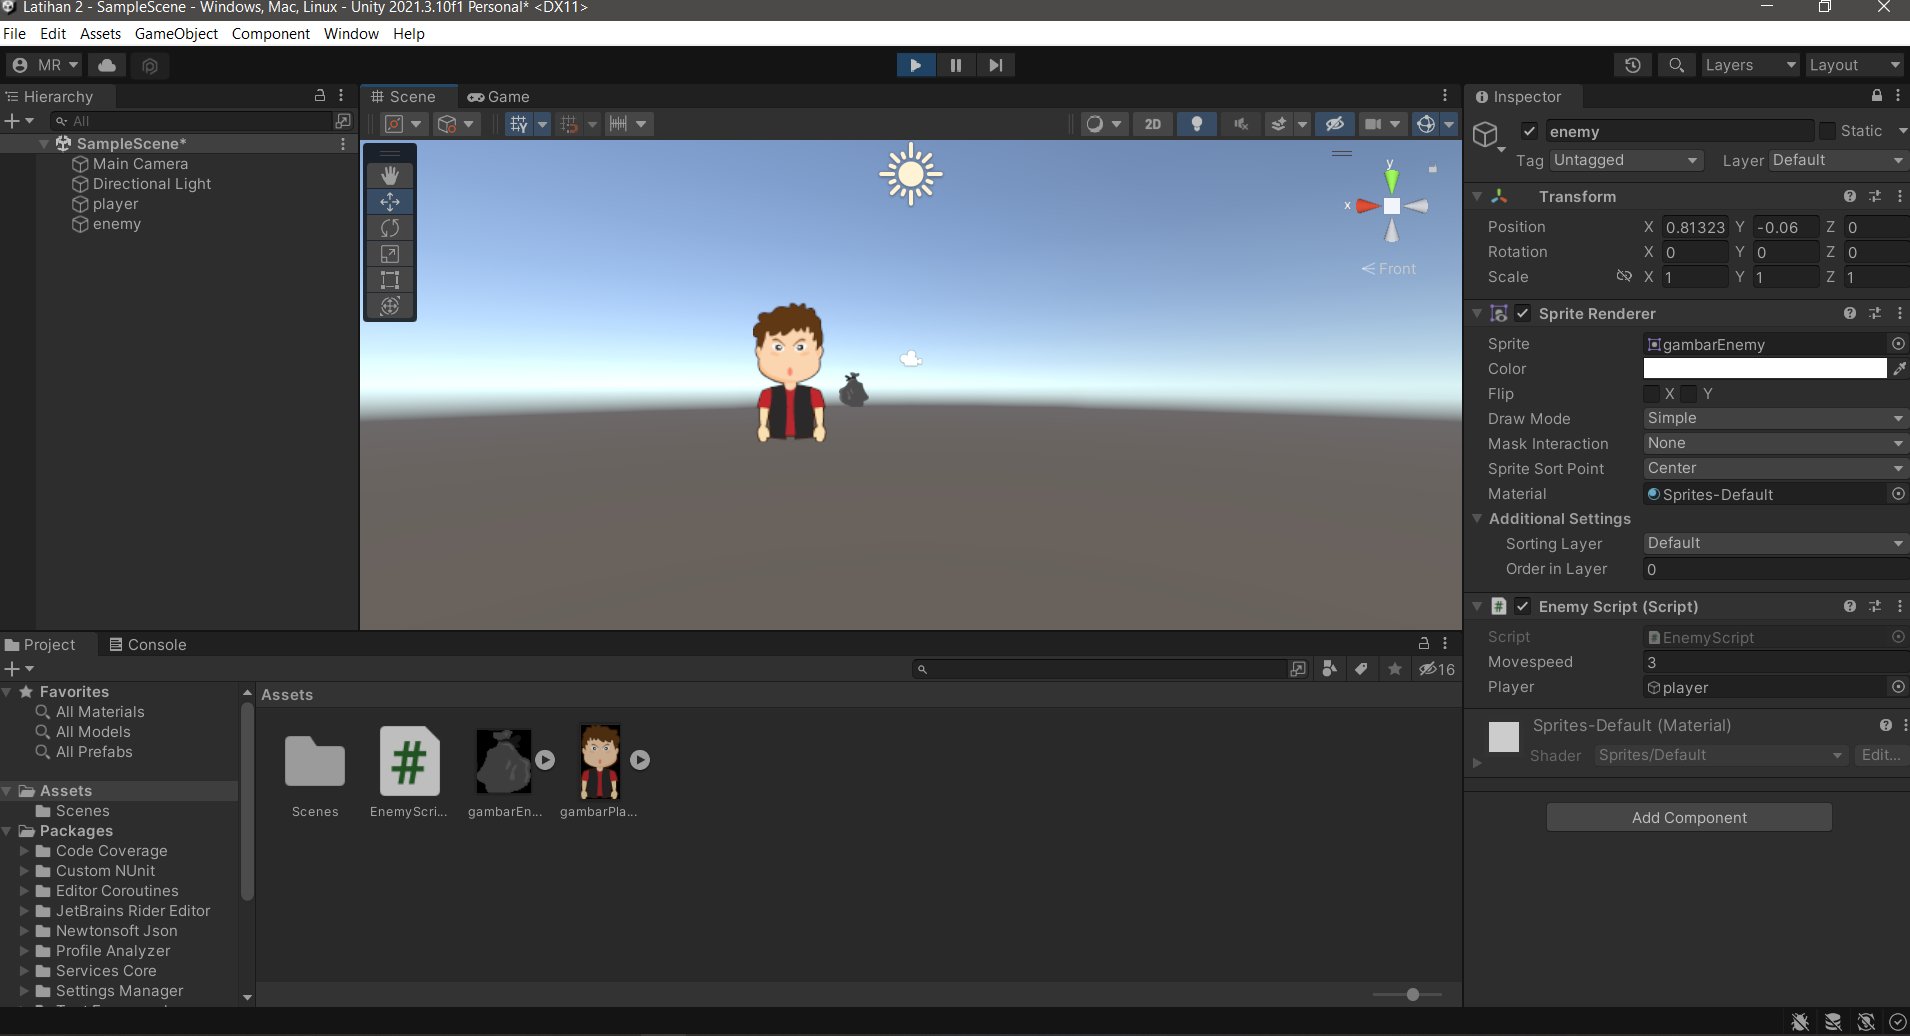 Latihan 2 - SampleScene - Windows, Mac, Linux - Unity 2021.3.10f1 Personal* <DX11>
File Edit Assets GameObject Component Window Help
MR Layers Layout
Hierarchy
All
SampleScene*
Main Camera
Directional Light
player
enemy
Scene Game
2D
y
x
Front
Inspector
enemy Static
Tag Untagged Layer Default
Transform
Position X 0.81323 Y -0.06 Z 0
Rotation X 0 Y 0 Z 0
Scale X 1 Y 1 Z 1
Sprite Renderer
Sprite gambarEnemy
Color
Flip X Y
Draw Mode Simple
Mask Interaction None
Sprite Sort Point Center
Material Sprites-Default
Additional Settings
Sorting Layer Default
Order in Layer 0
# Enemy Script (Script)
Script EnemyScript
Movespeed 3
Player player
Sprites-Default (Material)
Shader Sprites/Default Edit...
Add Component
Project Console
16
Favorites
All Materials
All Models
All Prefabs
Assets
Scenes
Packages
Code Coverage
Custom NUnit
Editor Coroutines
JetBrains Rider Editor
Newtonsoft Json
Profile Analyzer
Services Core
Settings Manager
Assets
#
Scenes EnemyScri... gambarEn... gambarPla...